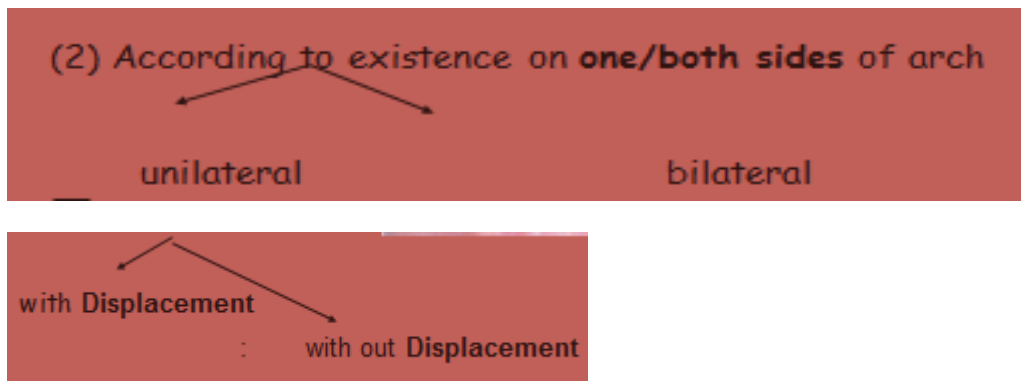 (2) According to existence on one/both sides of arch
unilateral bilateral
with Displacement
: with out Displacement